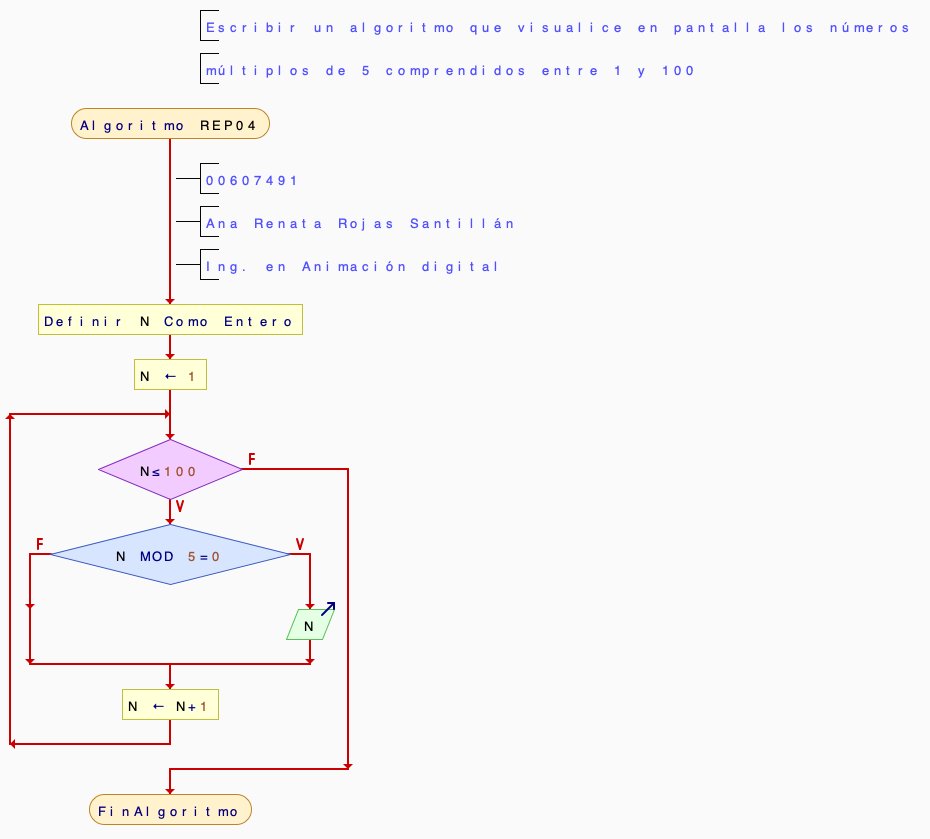 Escribir un algoritmo que visualice en pantalla los números
múltiplos de 5 comprendidos entre 1 y 100
Algoritmo REP04
00607491
Ana Renata Rojas Santillán
Ing. en Animación digital
Definir N Como Entero
N ← 1
N≤100
F
V
F
N MOD 5=0
V
N
N ← N+1
FinAlgoritmo